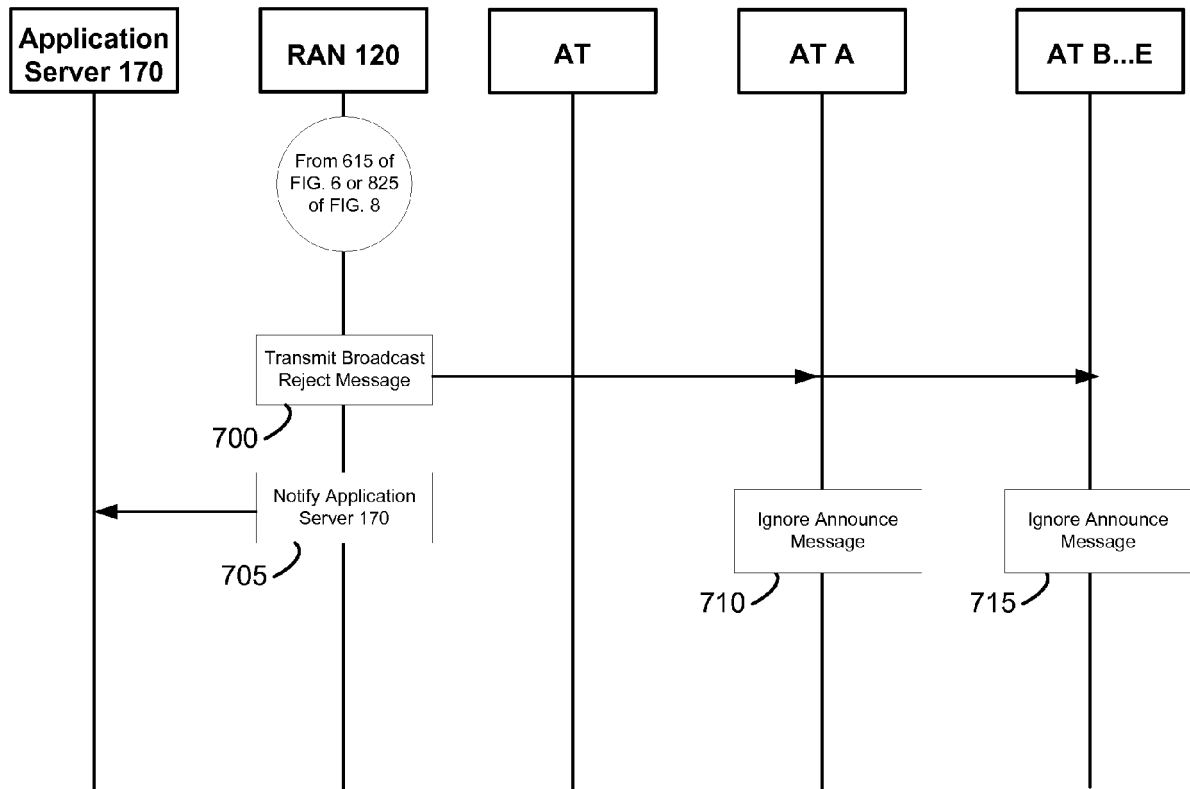 Application
Server 170
RAN 120
AT
AT A
AT B...E
From 615 of
FIG. 6 or 825
of FIG. 8
Transmit Broadcast
Reject Message
700
Notify Application
Server 170
705
Ignore Announce
Message
710
Ignore Announce
Message
715